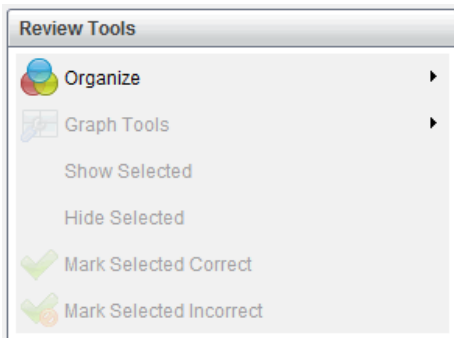 Review Tools
Organize
Graph Tools
Show Selected
Hide Selected
Mark Selected Correct
Mark Selected Incorrect